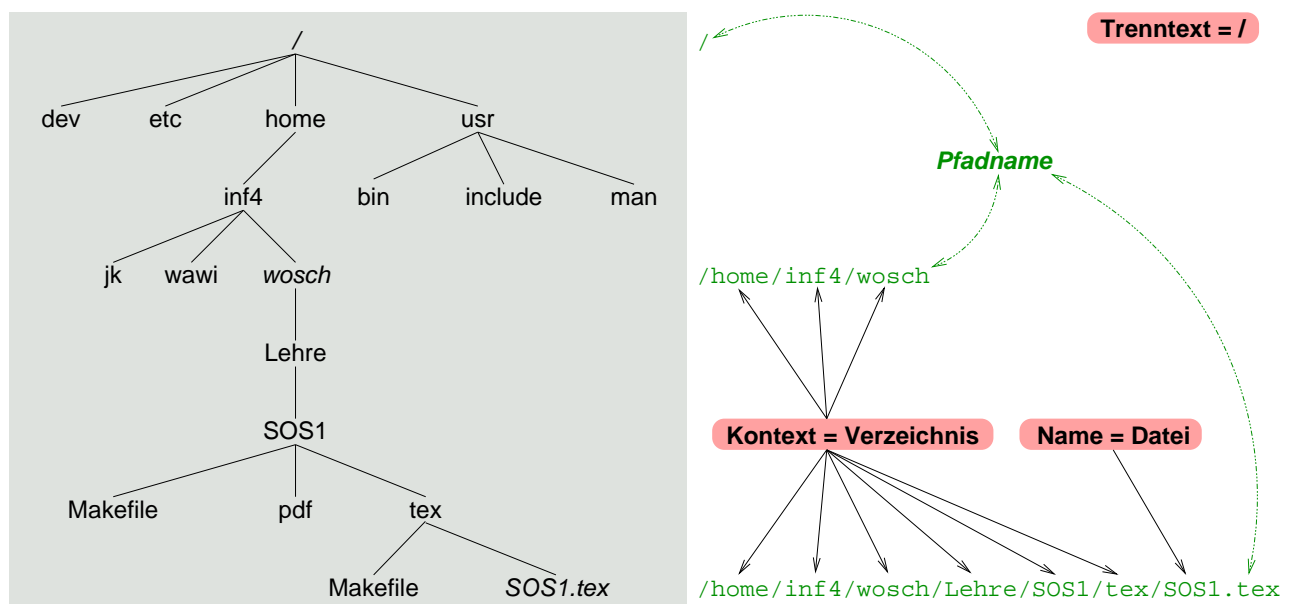 /
dev etc home usr
inf4 bin include man
jk wawi wosch
Lehre
SOS1
Makefile pdf tex
Makefile SOS1.tex
/ Trenntext = /
Pfadname
/home/inf4/wosch
Kontext = Verzeichnis Name = Datei
/home/inf4/wosch/Lehre/SOS1/tex/SOS1.tex